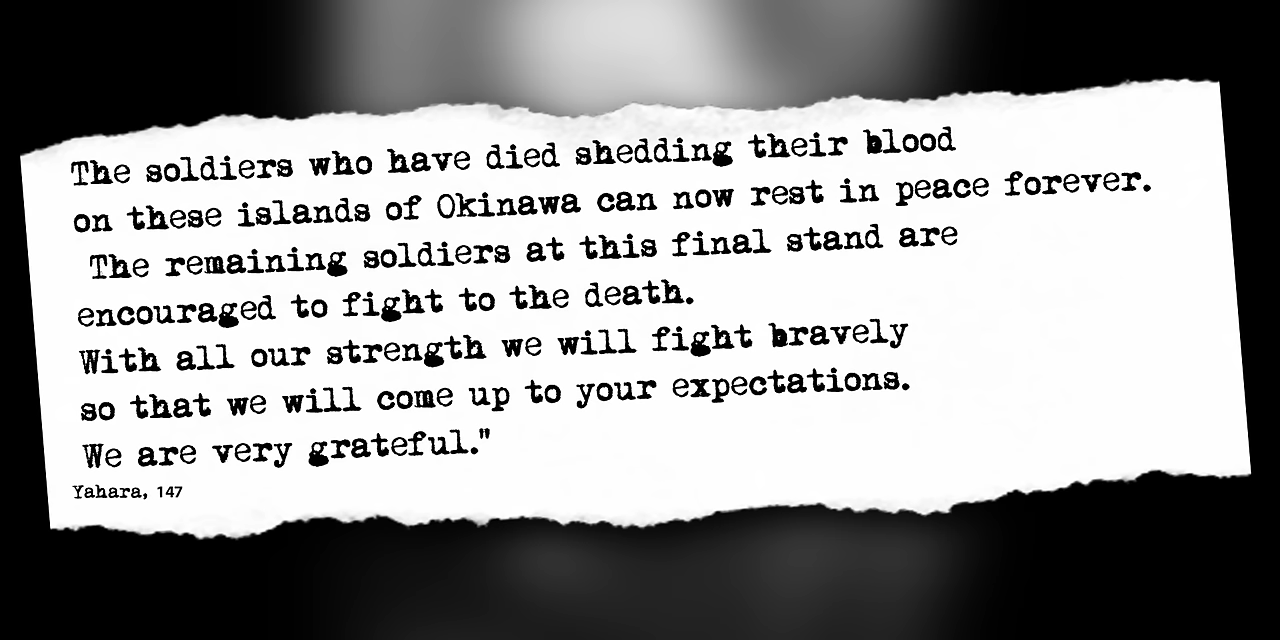 The soldiers who have died shedding their blood
on these islands of Okinawa can now rest in peace forever.
The remaining soldiers at this final stand are
encouraged to fight to the death.
With all our strength we will fight bravely
so that we will come up to your expectations.
We are very grateful."
Yahara, 147